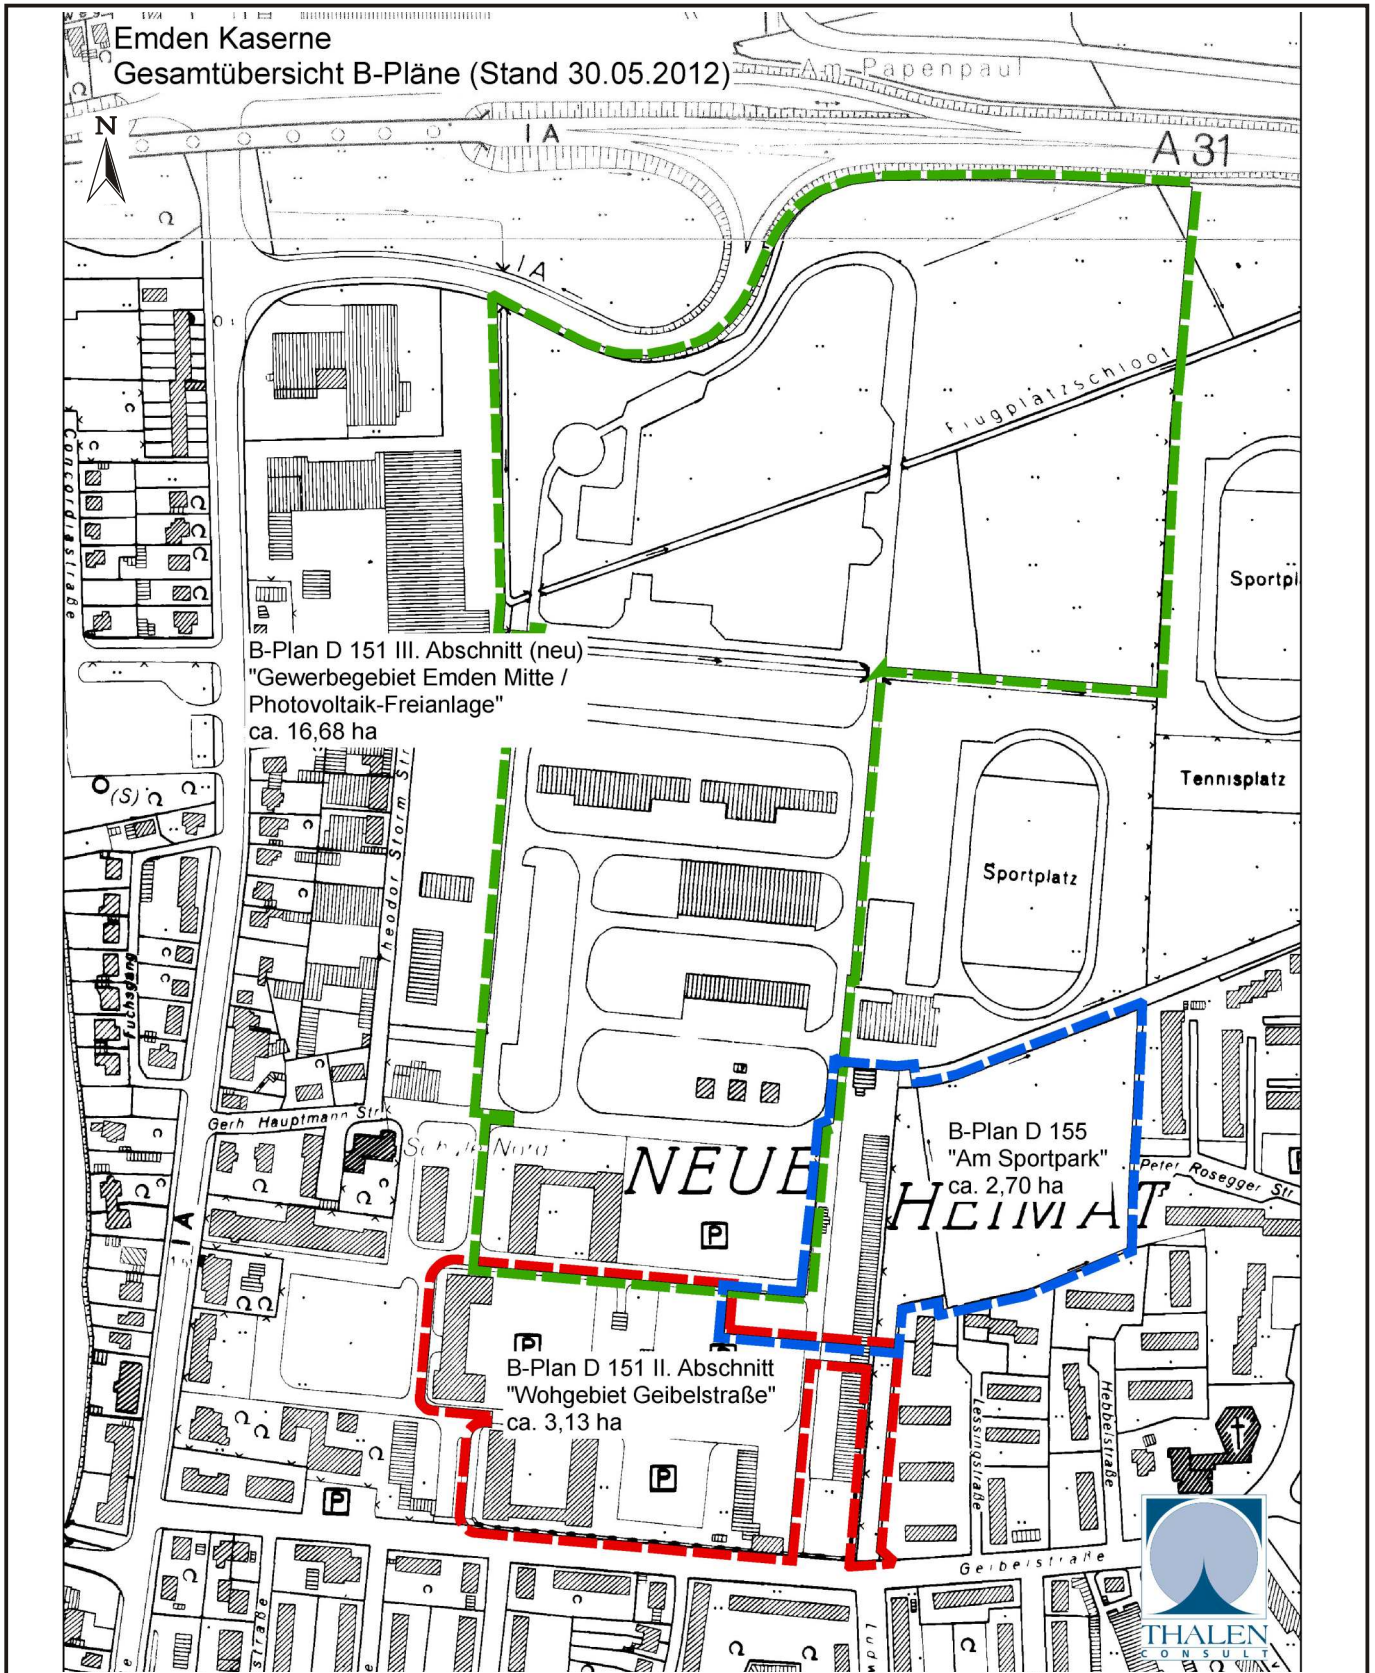 Emden Kaserne
Gesamtübersicht B-Pläne (Stand 30.05.2012)
Am Papenpaul
N
I A
A 31
I A
Flugplatzschloot
Concordiastraße
Sportpl
B-Plan D 151 III. Abschnitt (neu)
"Gewerbegebiet Emden Mitte /
Photovoltaik-Freianlage"
ca. 16,68 ha
Theodor Storm Str
Tennisplatz
(S)
Sportplatz
Fuchsgang
Gerh Hauptmann Str
NEUE
HEIMAT
B-Plan D 155
"Am Sportpark"
ca. 2,70 ha
Peter Rosegger Str
I A
P
P
B-Plan D 151 II. Abschnitt
"Wohgebiet Geibelstraße"
ca. 3,13 ha
Lessingstraße
Hebbelstraße
P
P
Geibelstraße
straße
Ludw
THALEN
CONSULT